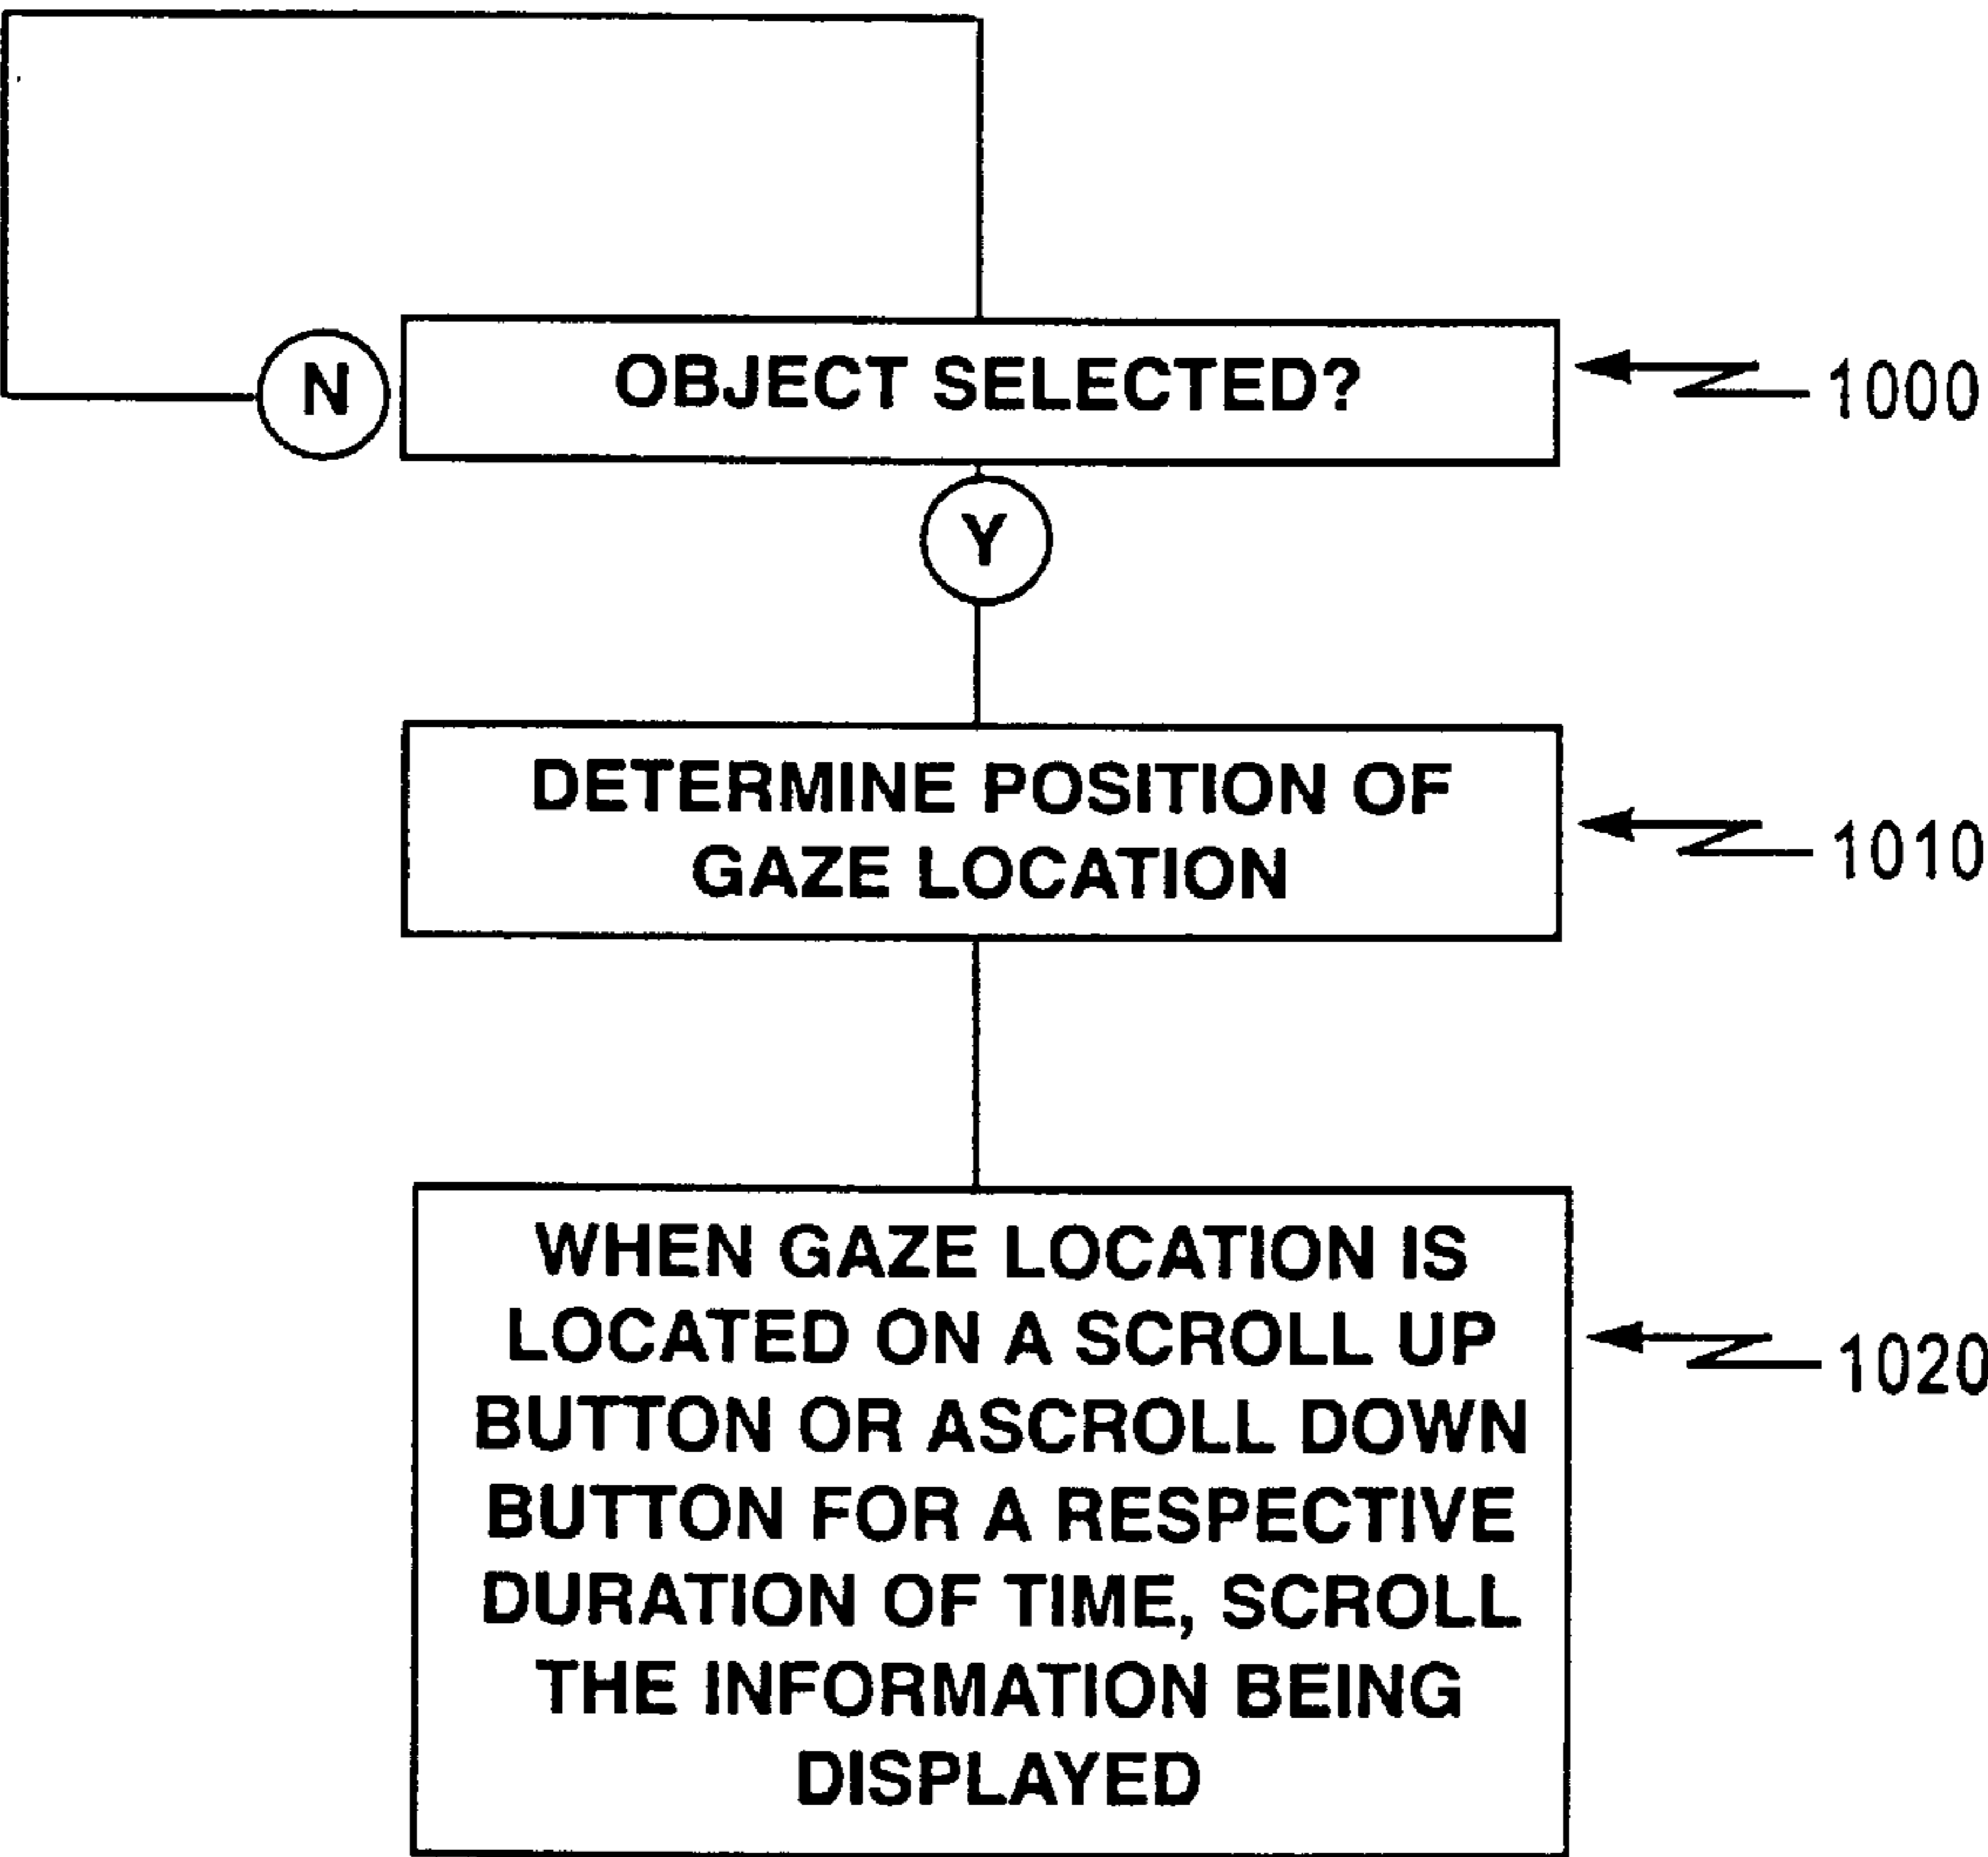 OBJECT SELECTED?
N
1000
Y
DETERMINE POSITION OF
GAZE LOCATION
1010
WHEN GAZE LOCATION IS
LOCATED ON A SCROLL UP
BUTTON OR ASCROLL DOWN
BUTTON FOR A RESPECTIVE
DURATION OF TIME, SCROLL
THE INFORMATION BEING
DISPLAYED
1020